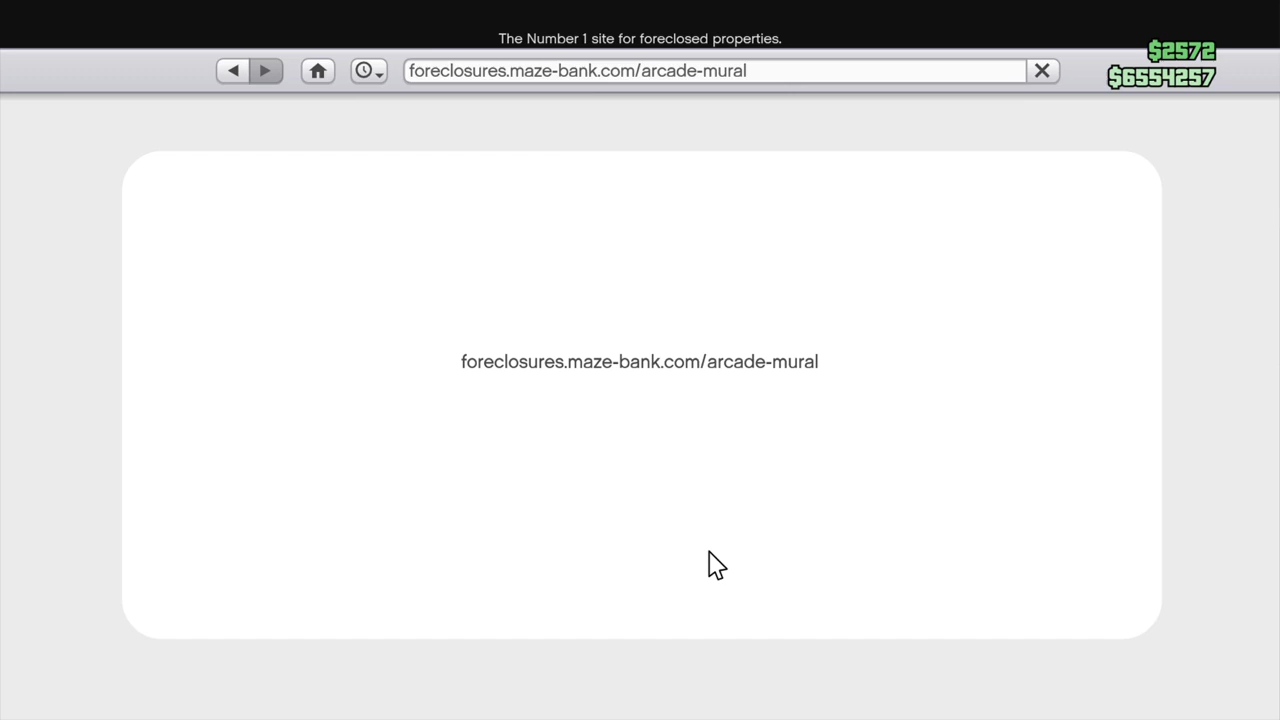 The Number 1 site for foreclosed properties.
$2572
foreclosures.maze-bank.com/arcade-mural
$6554257
foreclosures.maze-bank.com/arcade-mural